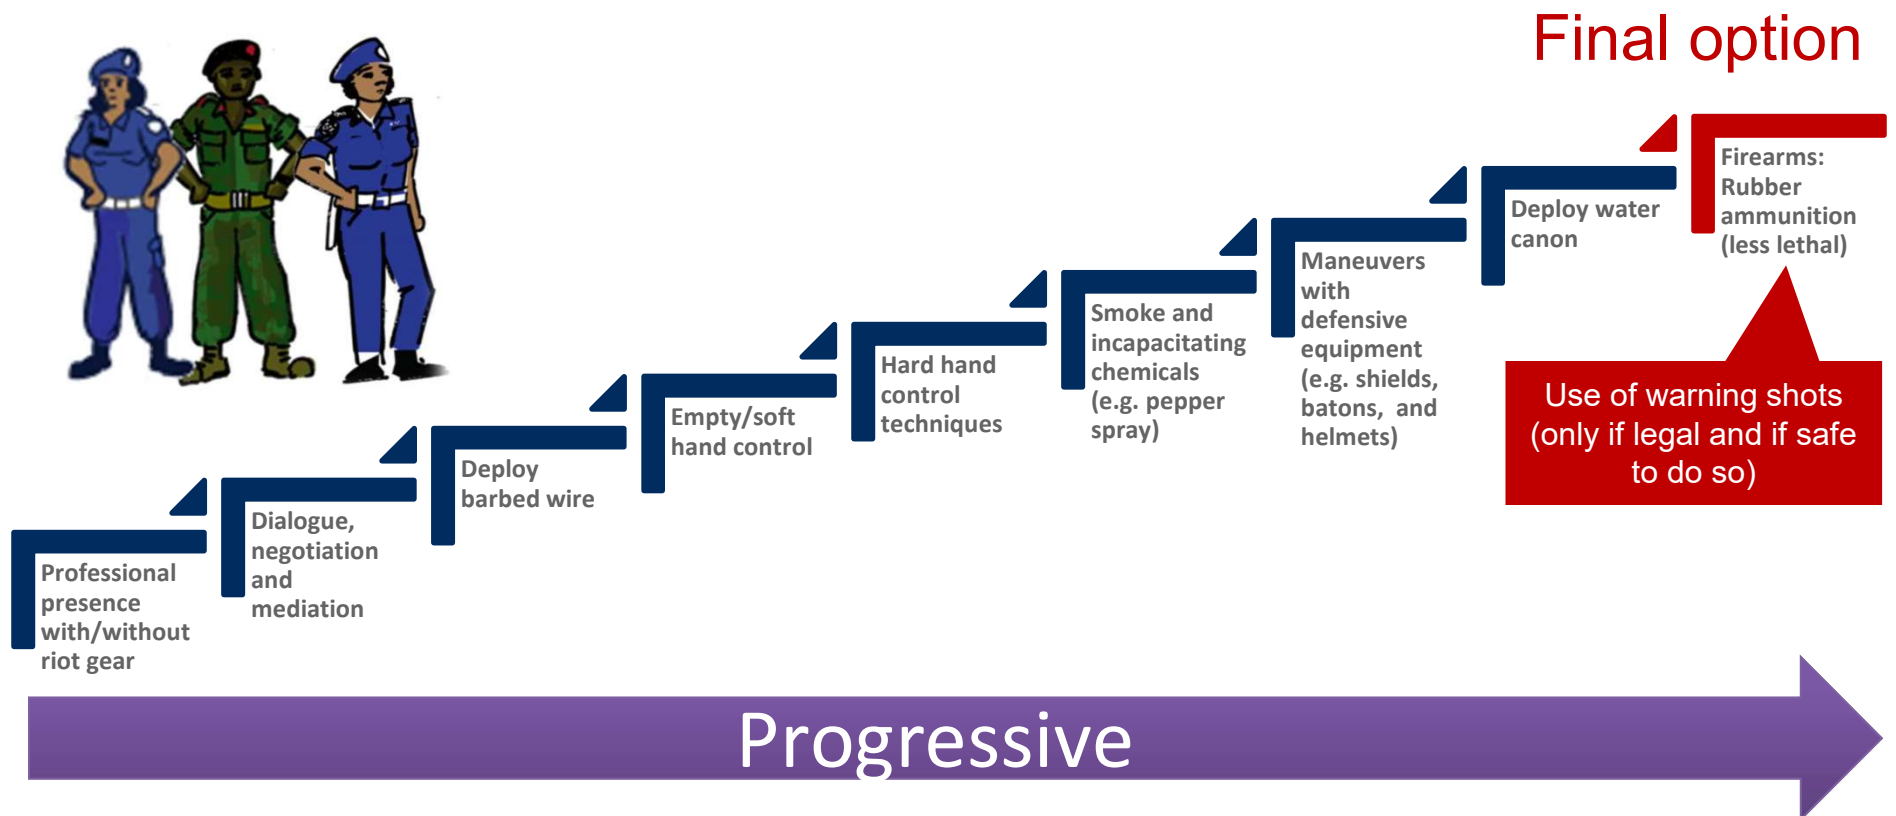 Final option
Professional
presence
with/without
riot gear
Dialogue,
negotiation
and
mediation
Deploy
barbed wire
Empty/soft
hand control
Hard hand
control
techniques
Smoke and
incapacitating
chemicals
(e.g. pepper
spray)
Maneuvers
with
defensive
equipment
(e.g. shields,
batons, and
helmets)
Deploy water
canon
Firearms:
Rubber
ammunition
(less lethal)
Use of warning shots
(only if legal and if safe
to do so)
Progressive